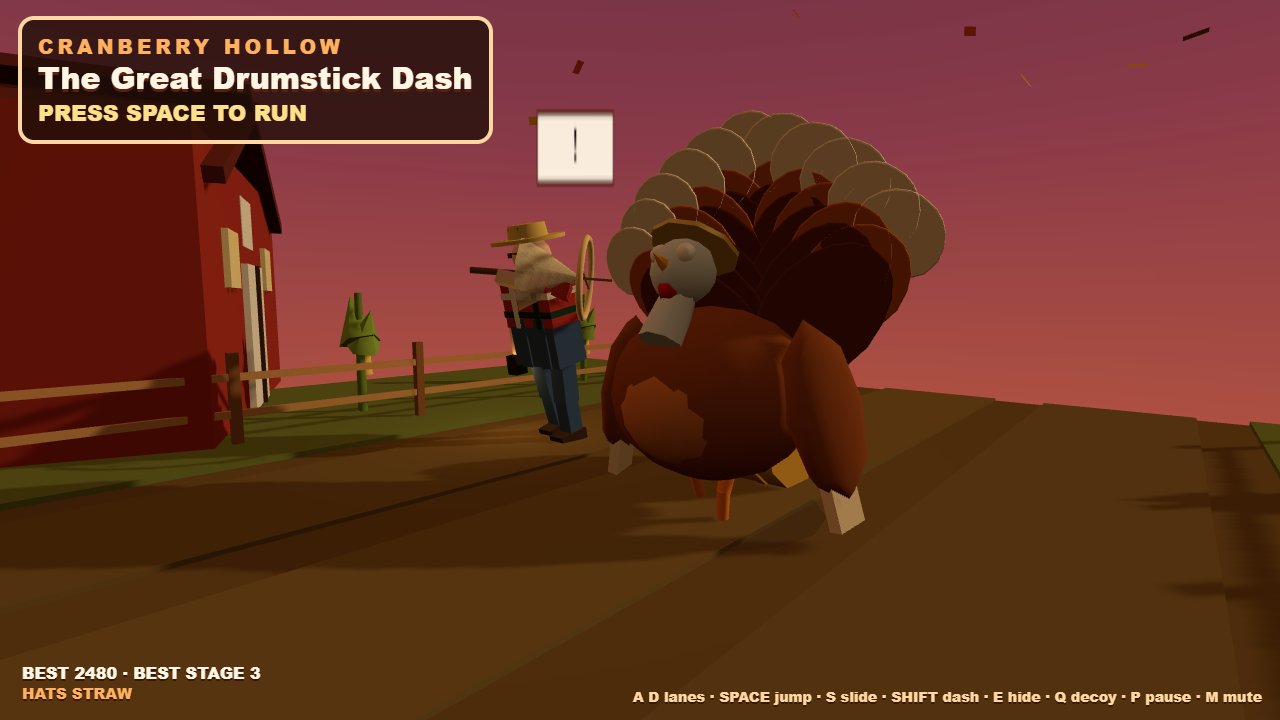 CRANBERRY HOLLOW
The Great Drumstick Dash
PRESS SPACE TO RUN
!
BEST 2480 · BEST STAGE 3
HATS STRAW
A D lanes · SPACE jump · S slide · SHIFT dash · E hide · Q decoy · P pause · M mute